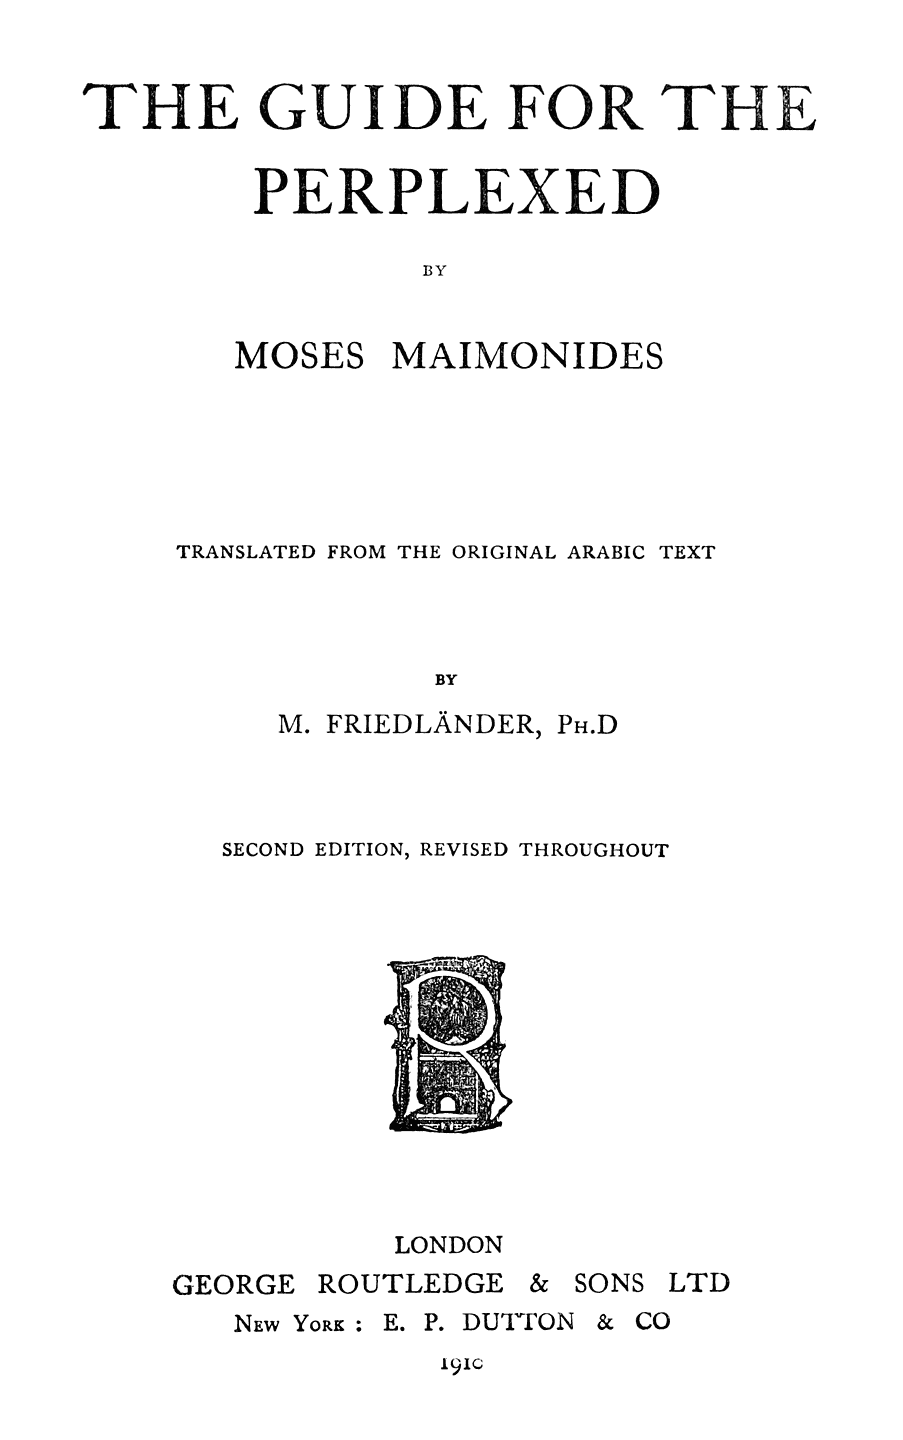 THE GUIDE FOR THE
PERPLEXED
BY
MOSES MAIMONIDES
TRANSLATED FROM THE ORIGINAL ARABIC TEXT
BY
M. FRIEDLÄNDER, PH.D
SECOND EDITION, REVISED THROUGHOUT
R
LONDON
GEORGE ROUTLEDGE & SONS LTD
NEW YORK : E. P. DUTTON & CO
1910